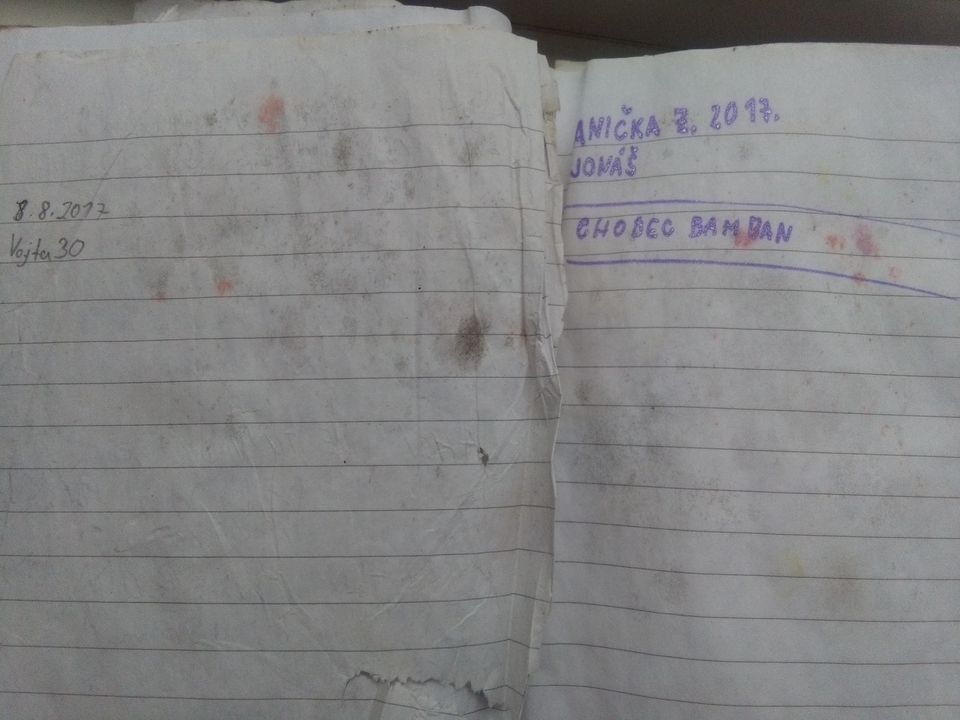 8.8.2017
Vojta 30
ANIČKA Z. 2017.
JONÁŠ
CHODEC BAMBAN